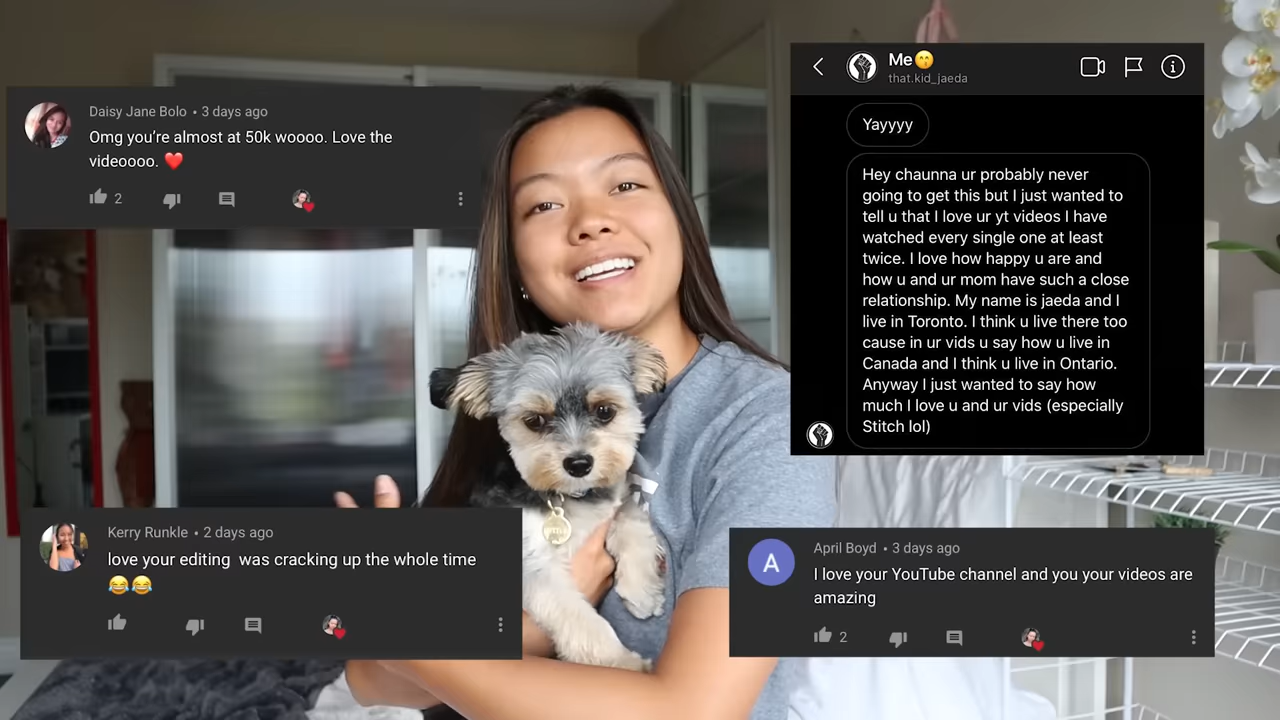 Daisy Jane Bolo • 3 days ago
Omg you're almost at 50k woooo. Love the
videoooo. ❤️
2
Me😙
that.kid_jaeda
Yayyyy
Hey chaunna ur probably never
going to get this but I just wanted to
tell u that I love ur yt videos I have
watched every single one at least
twice. I love how happy u are and
how u and ur mom have such a close
relationship. My name is jaeda and I
live in Toronto. I think u live there too
cause in ur vids u say how u live in
Canada and I think u live in Ontario.
Anyway I just wanted to say how
much I love u and ur vids (especially
Stitch lol)
Kerry Runkle • 2 days ago
love your editing  was cracking up the whole time
😂😂
A
April Boyd • 3 days ago
I love your YouTube channel and you your videos are
amazing
2